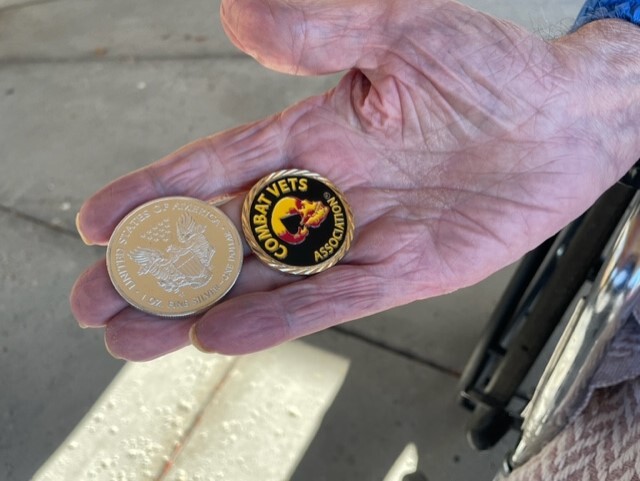 UNITED STATES OF AMERICA
COMBAT VETS
ASSOCIATION
®